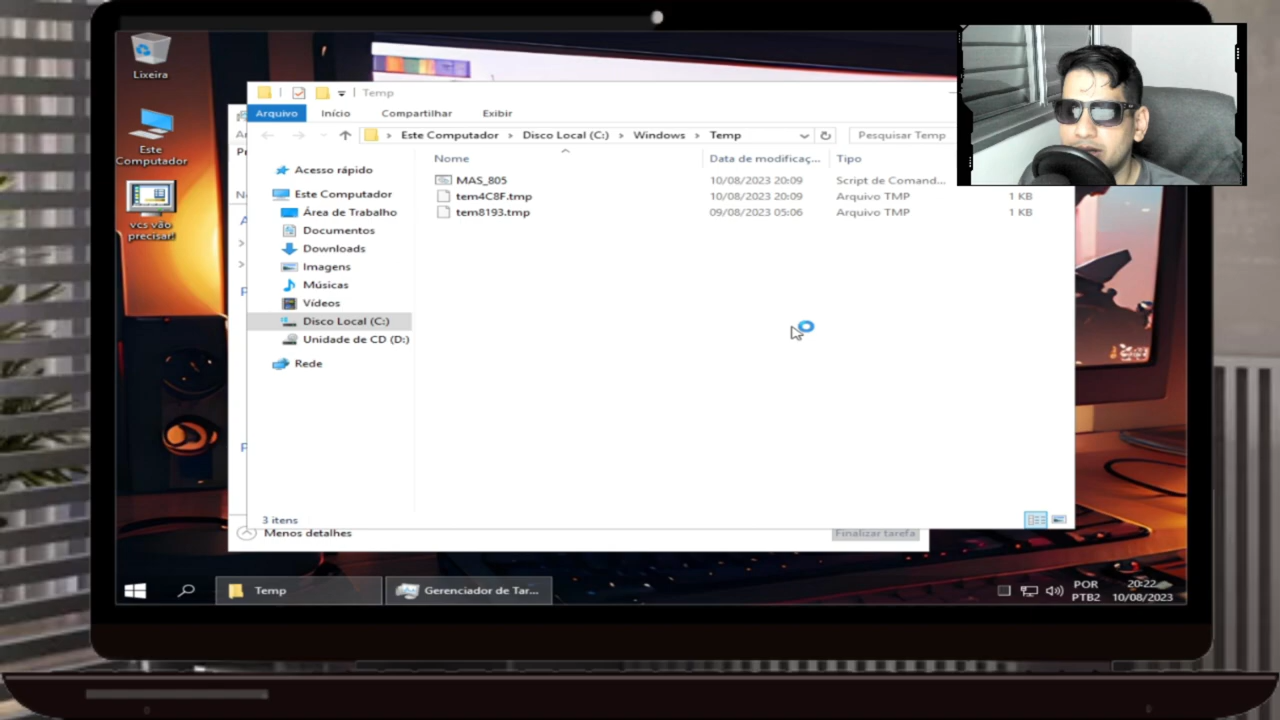 Lixeira
Este
Computador
vcs vão
precisar!
Temp
Arquivo
Início
Compartilhar
Exibir
Este Computador > Disco Local (C:) > Windows > Temp
Pesquisar Temp
Nome
Data de modificaç...
Tipo
MAS_805
10/08/2023 20:09
Script de Comand...
tem4C8F.tmp
10/08/2023 20:09
Arquivo TMP
1 KB
tem8193.tmp
09/08/2023 05:06
Arquivo TMP
1 KB
Acesso rápido
Este Computador
Área de Trabalho
Documentos
Downloads
Imagens
Músicas
Vídeos
Disco Local (C:)
Unidade de CD (D:)
Rede
3 itens
Menos detalhes
Finalizar tarefa
Temp
Gerenciador de Tar...
POR
PTB2
20:22
10/08/2023